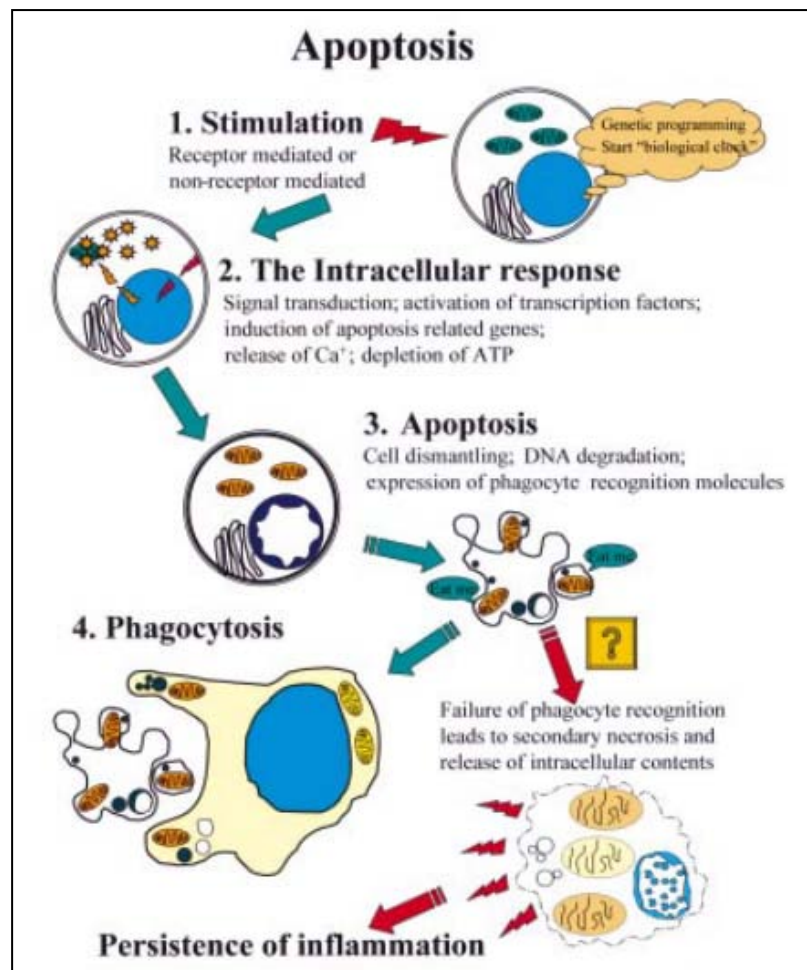 Apoptosis
1. Stimulation
Receptor mediated or
non-receptor mediated
Genetic programming
Start "biological clock"
2. The Intracellular response
Signal transduction; activation of transcription factors;
induction of apoptosis related genes;
release of Ca⁺; depletion of ATP
3. Apoptosis
Cell dismantling; DNA degradation;
expression of phagocyte recognition molecules
Eat me
Eat me
4. Phagocytosis
?
Failure of phagocyte recognition
leads to secondary necrosis and
release of intracellular contents
Persistence of inflammation